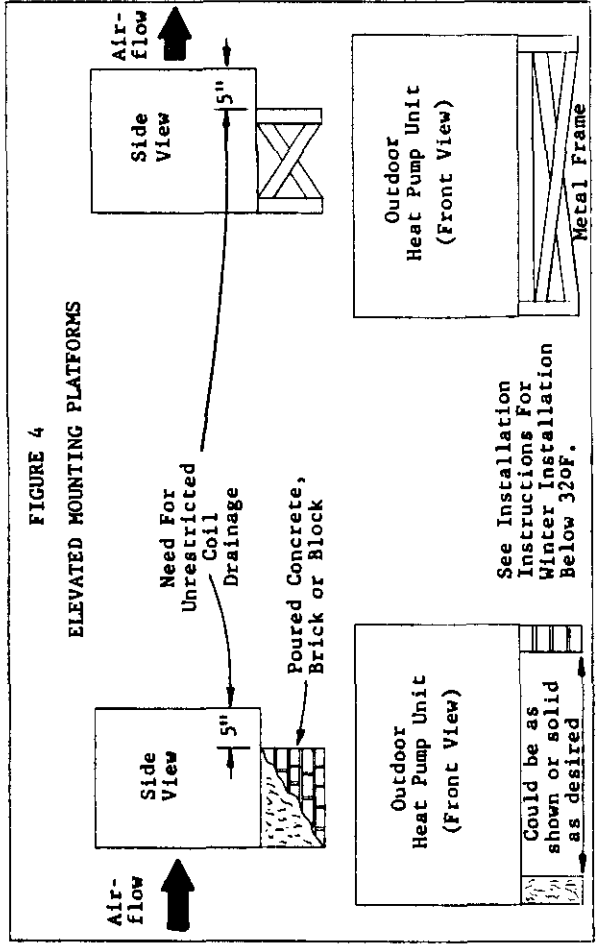 FIGURE 4
ELEVATED MOUNTING PLATFORMS
Air-
flow
Side
View
5"
Need For
Unrestricted
Coil
Drainage
Side
View
5"
Air-
flow
Poured Concrete,
Brick or Block
Outdoor
Heat Pump Unit
(Front View)
Could be as
shown or solid
as desired
See Installation
Instructions For
Winter Installation
Below 32oF.
Outdoor
Heat Pump Unit
(Front View)
Metal Frame